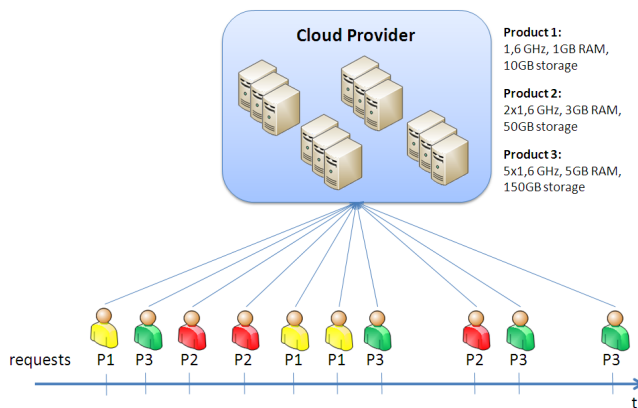 Cloud Provider
Product 1:
1,6 GHz, 1GB RAM,
10GB storage
Product 2:
2x1,6 GHz, 3GB RAM,
50GB storage
Product 3:
5x1,6 GHz, 5GB RAM,
150GB storage
requests P1 P3 P2 P2 P1 P1 P3 P2 P3 P3
t